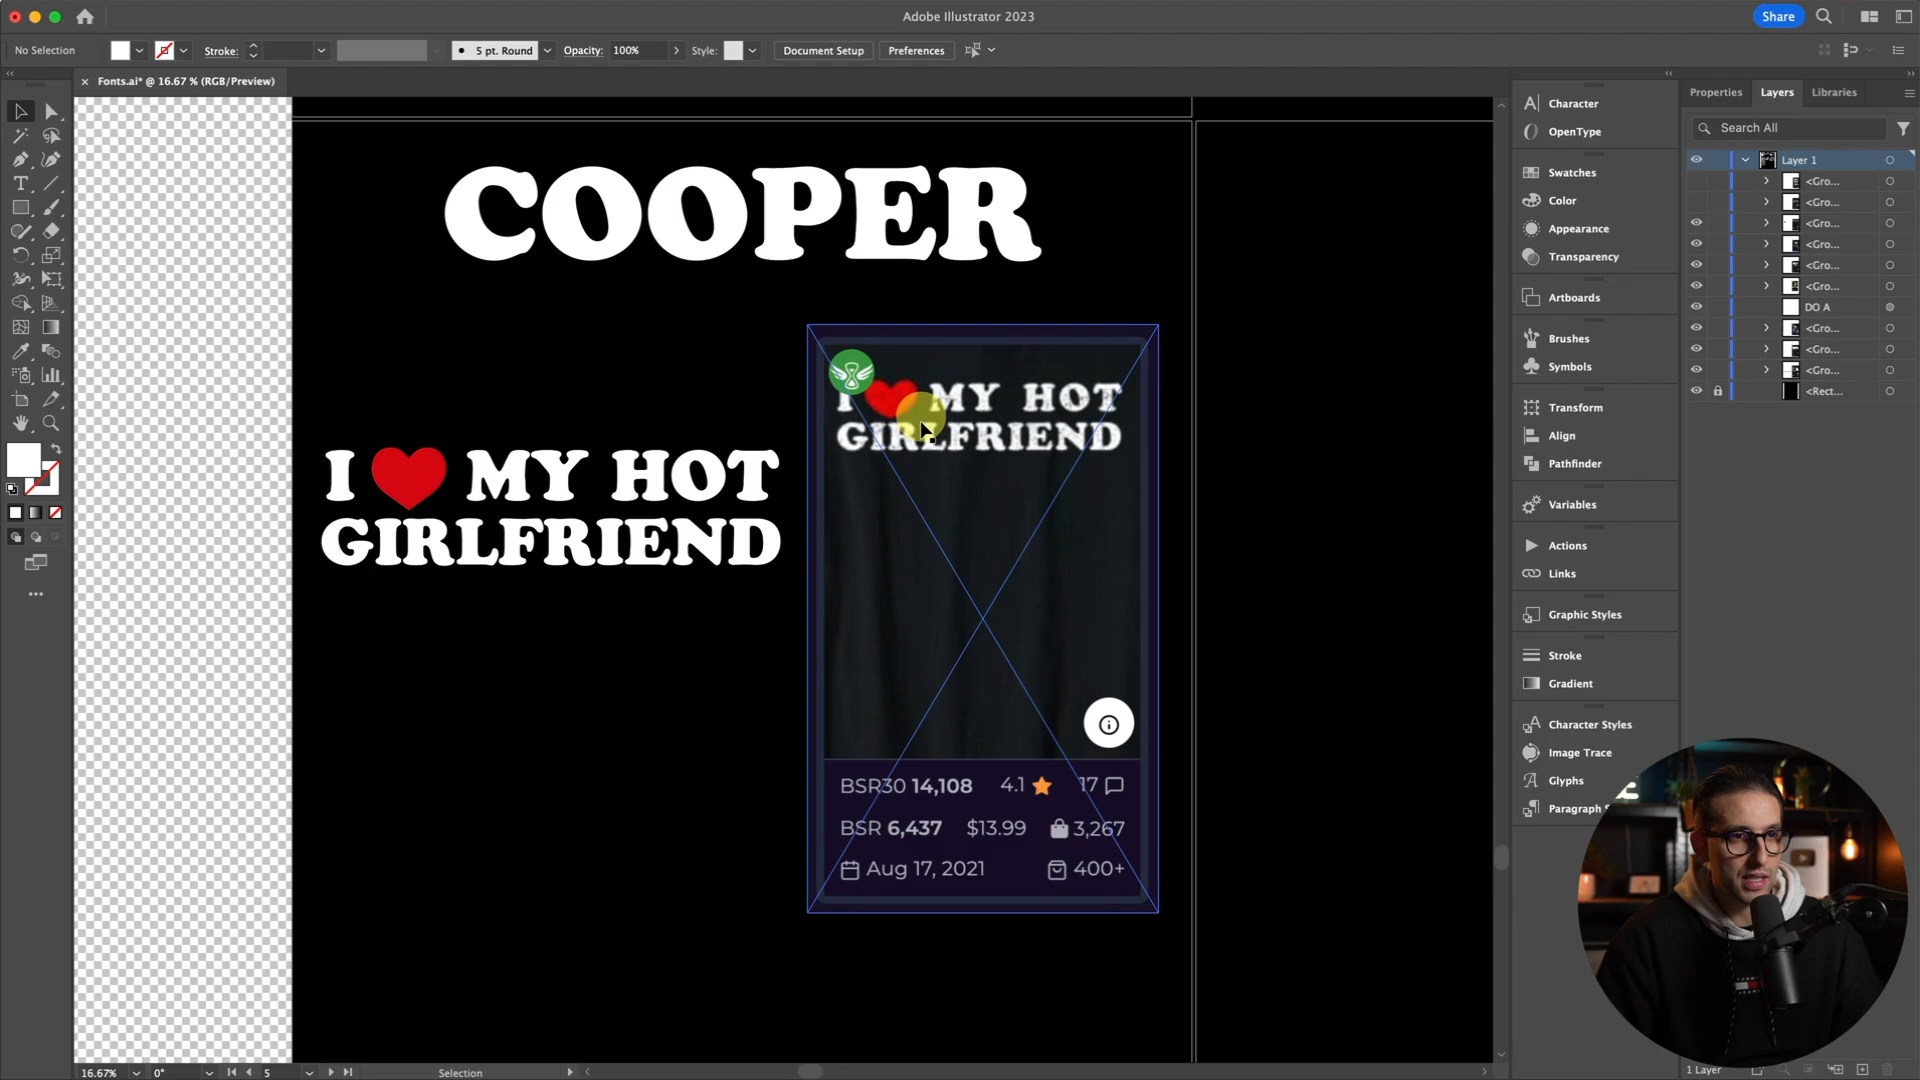 Adobe Illustrator 2023
Share
No Selection
Stroke:
5 pt. Round
Opacity:
100%
Style:
Document Setup
Preferences
Fonts.ai* @ 16.67 % (RGB/Preview)
COOPER
I MY HOT
GIRLFRIEND
I MY HOT
GIRLFRIEND
BSR30 14,108 4.1 17
BSR 6,437 $13.99 3,267
Aug 17, 2021 400+
Character
OpenType
Swatches
Color
Appearance
Transparency
Artboards
Brushes
Symbols
Transform
Align
Pathfinder
Variables
Actions
Links
Graphic Styles
Stroke
Gradient
Character Styles
Image Trace
Glyphs
Paragraph S
Properties
Layers
Libraries
Search All
Layer 1
<Gro...
<Gro...
<Gro...
<Gro...
<Gro...
<Gro...
DO A
<Gro...
<Gro...
<Gro...
<Rect...
16.67%
0°
5
Selection
1 Layer